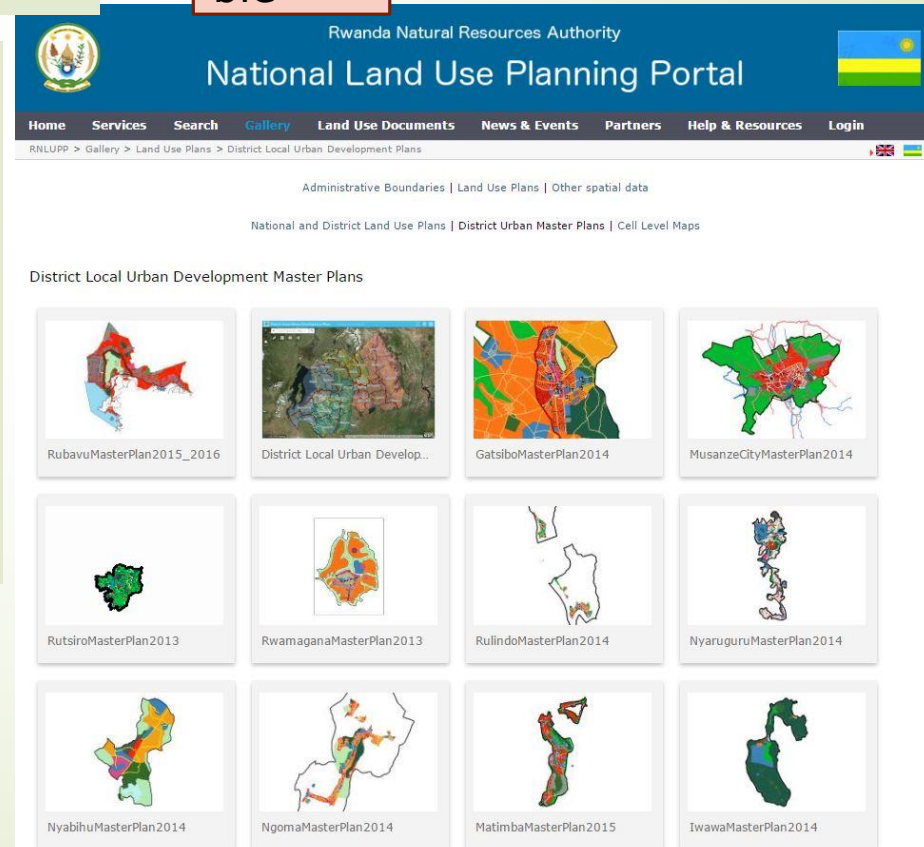 Rwanda Natural Resources Authority
National Land Use Planning Portal
Home Services Search Gallery Land Use Documents News & Events Partners Help & Resources Login
RNLUPP > Gallery > Land Use Plans > District Local Urban Development Plans
Administrative Boundaries | Land Use Plans | Other spatial data
National and District Land Use Plans | District Urban Master Plans | Cell Level Maps
District Local Urban Development Master Plans
RubavuMasterPlan2015_2016 District Local Urban Develop... GatsiboMasterPlan2014 MusanzeCityMasterPlan2014
RutsiroMasterPlan2013 RwamaganaMasterPlan2013 RulindoMasterPlan2014 NyaruguruMasterPlan2014
NyabihuMasterPlan2014 NgomaMasterPlan2014 MatimbaMasterPlan2015 IwawaMasterPlan2014